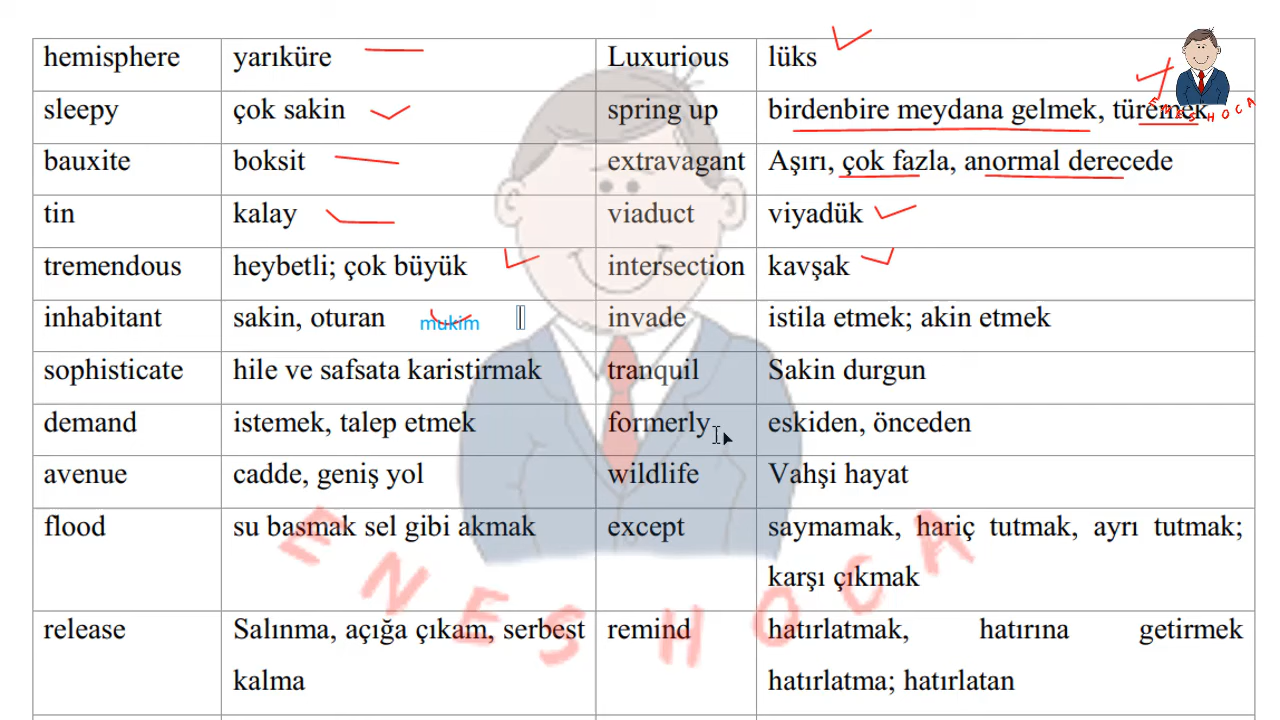 hemisphere yarıküre Luxurious lüks
sleepy çok sakin spring up birdenbire meydana gelmek, türemek
bauxite boksit extravagant Aşırı, çok fazla, anormal derecede
tin kalay viaduct viyadük
tremendous heybetli; çok büyük intersection kavşak
inhabitant sakin, oturan mukim invade istila etmek; akin etmek
sophisticate hile ve safsata karistirmak tranquil Sakin durgun
demand istemek, talep etmek formerly eskiden, önceden
avenue cadde, geniş yol wildlife Vahşi hayat
flood su basmak sel gibi akmak except saymamak, hariç tutmak, ayrı tutmak;
karşı çıkmak
release Salınma, açığa çıkam, serbest remind hatırlatmak, hatırına getirmek
kalma hatırlatma; hatırlatan
ENES HOCA
ENES HOCA